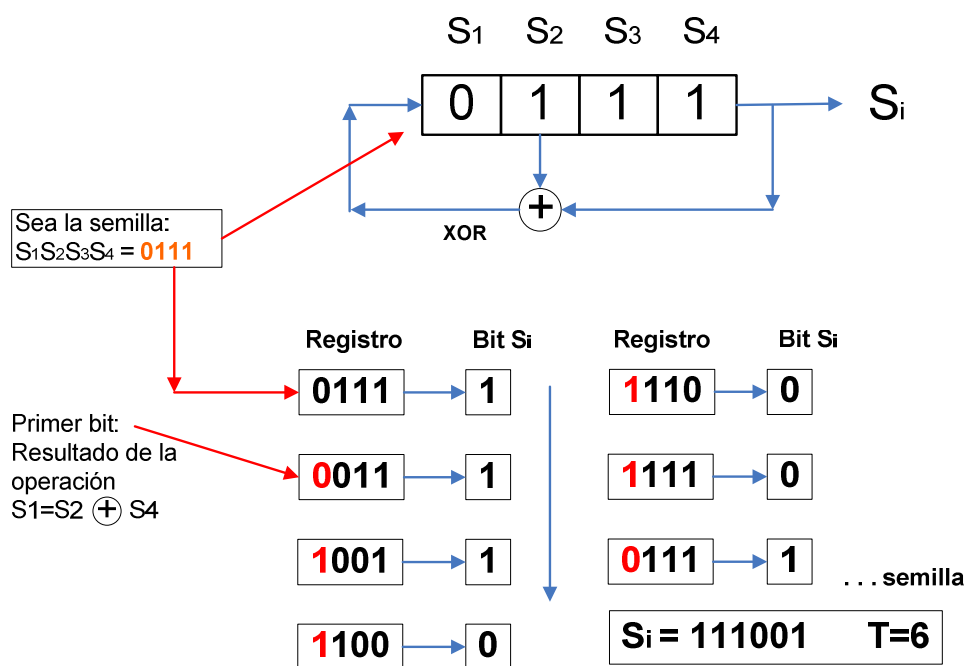 S1 S2 S3 S4
0 1 1 1
Si
+
XOR
Sea la semilla:
S1S2S3S4 = 0111
Registro Bit Si
0111 1
Primer bit:
Resultado de la
operación
S1=S2 + S4
0011 1
1001 1
1100 0
Registro Bit Si
1110 0
1111 0
0111 1
. . . semilla
Si = 111001 T=6